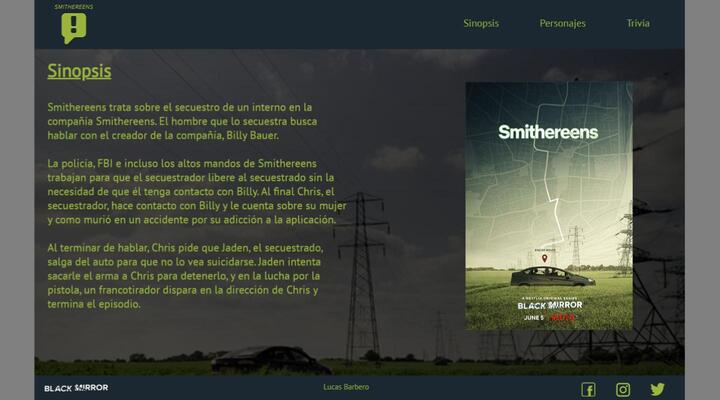 SMITHEREENS
Sinopsis Personajes Trivia
Sinopsis
Smithereens trata sobre el secuestro de un interno en la
compañía Smithereens. El hombre que lo secuestra busca
hablar con el creador de la compañía, Billy Bauer.
La policía, FBI e incluso los altos mandos de Smithereens
trabajan para que el secuestrador libere al secuestrado sin la
necesidad de que él tenga contacto con Billy. Al final Chris, el
secuestrador, hace contacto con Billy y le cuenta sobre su mujer
y como murió en un accidente por su adicción a la aplicación.
Al terminar de hablar, Chris pide que Jaden, el secuestrado,
salga del auto para que no lo vea suicidarse. Jaden intenta
sacarle el arma a Chris para detenerlo, y en la lucha por la
pistola, un francotirador dispara en la dirección de Chris y
termina el episodio.
Smithereens
A NETFLIX ORIGINAL SERIES
BLACK MIRROR
JUNE 5
BLACK MIRROR
Lucas Barbero